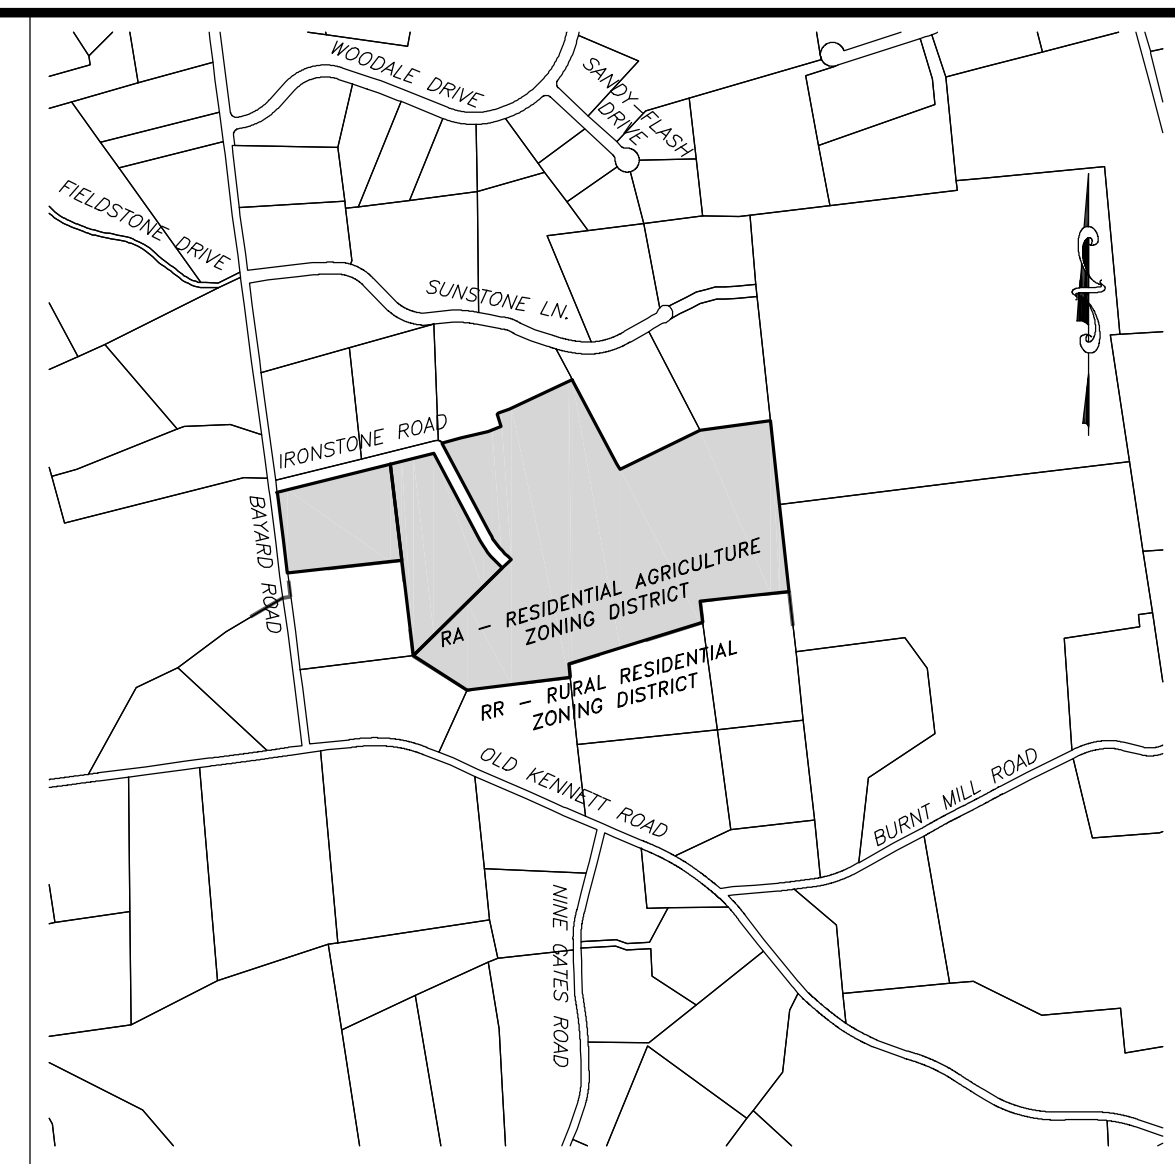 WOODALE DRIVE
SANDY-FLASH
DRIVE
FIELDSTONE DRIVE
SUNSTONE LN.
IRONSTONE ROAD
BAYARD ROAD
RA - RESIDENTIAL AGRICULTURE
ZONING DISTRICT
RR - RURAL RESIDENTIAL
ZONING DISTRICT
OLD KENNETT ROAD
BURNT MILL ROAD
NINE GATES ROAD